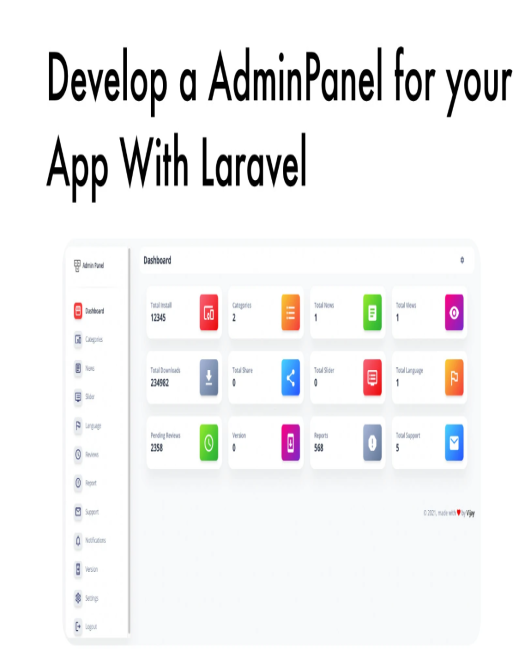 Develop a AdminPanel for your
App With Laravel
Admin Panel
Dashboard
Categories
News
Slider
Language
Reviews
Report
Support
Notifications
Version
Settings
Logout
Dashboard
Total Install
12345
Categories
2
Total News
1
Total Views
1
Total Downloads
234982
Total Share
0
Total Slider
0
Total Language
1
Pending Reviews
2358
Version
0
Reports
568
Total Support
5
© 2021, made with ♥ by Vijay